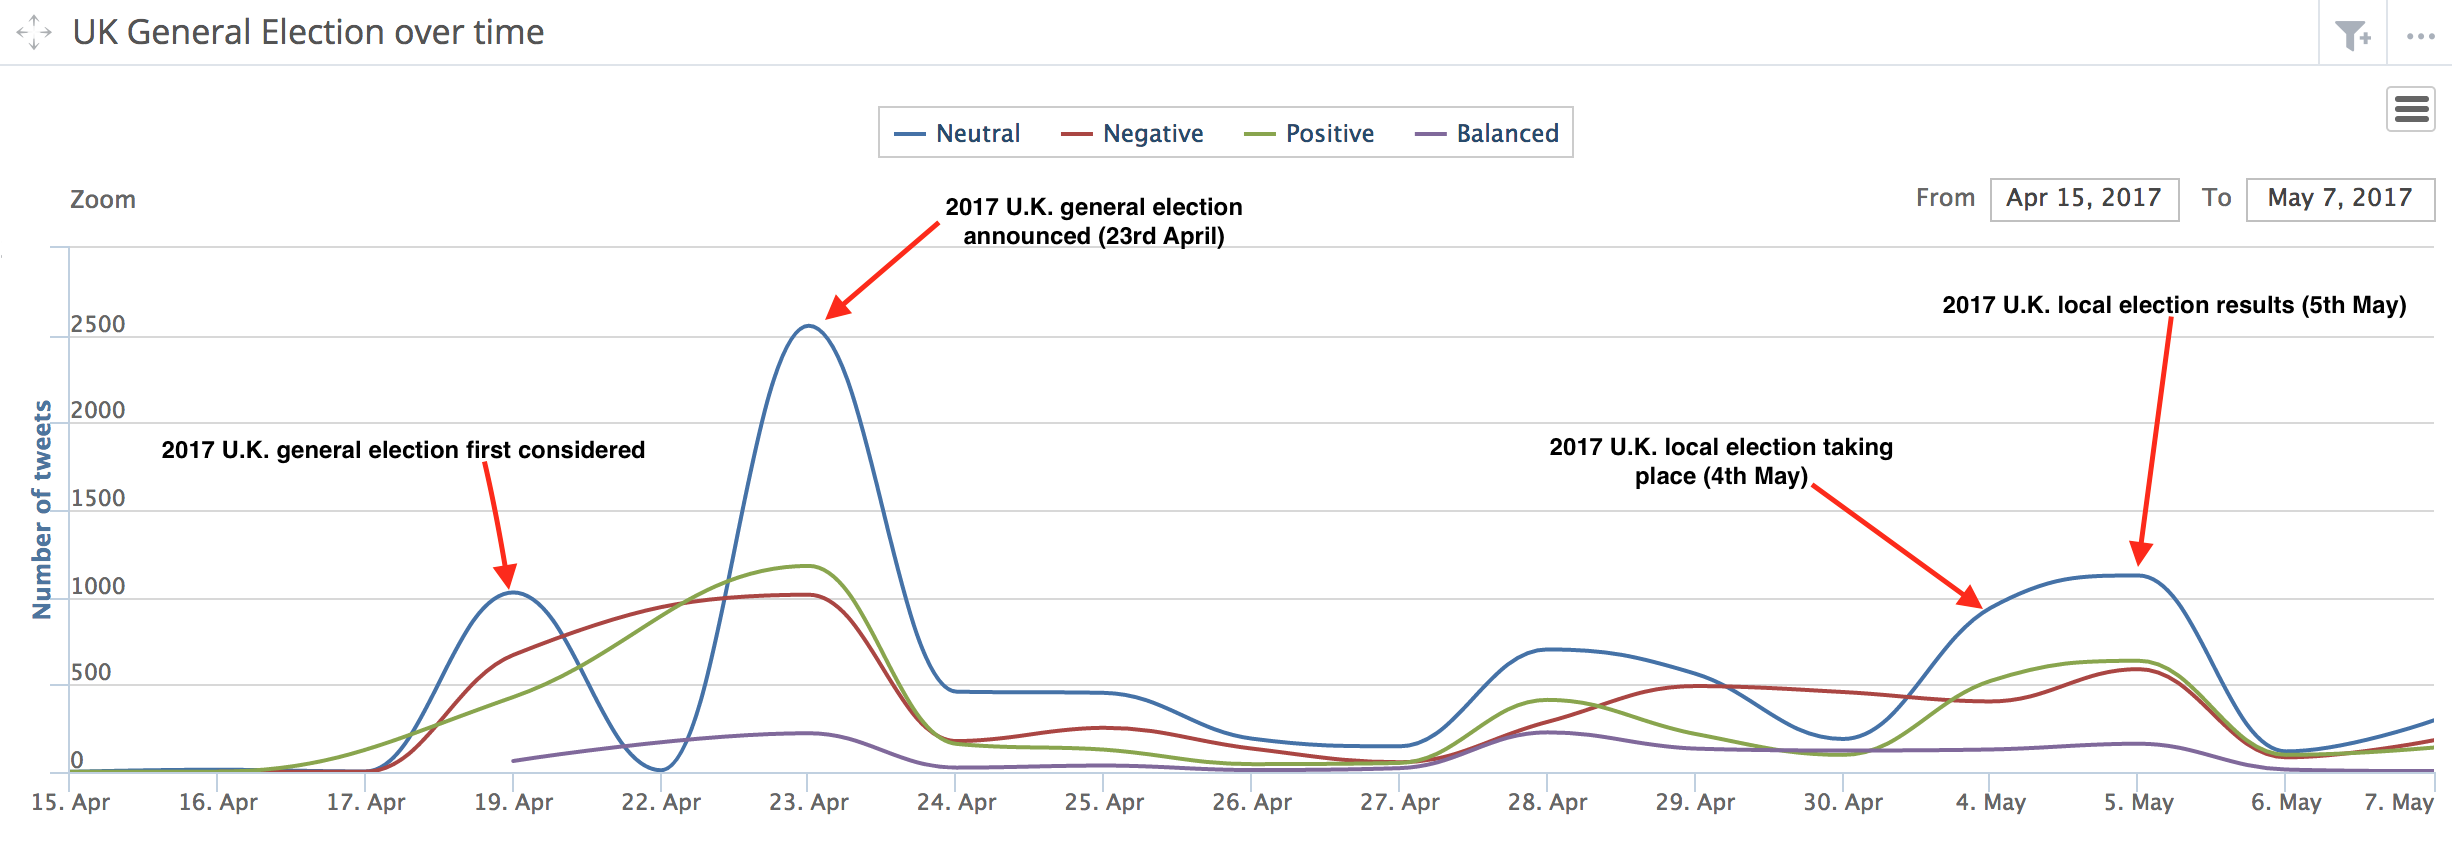 UK General Election over time
Neutral Negative Positive Balanced
Zoom
From Apr 15, 2017 To May 7, 2017
2017 U.K. general election
announced (23rd April)
2017 U.K. local election results (5th May)
2017 U.K. general election first considered
2017 U.K. local election taking
place (4th May)
Number of tweets
2500
2000
1500
1000
500
0
15. Apr 16. Apr 17. Apr 19. Apr 22. Apr 23. Apr 24. Apr 25. Apr 26. Apr 27. Apr 28. Apr 29. Apr 30. Apr 4. May 5. May 6. May 7. May